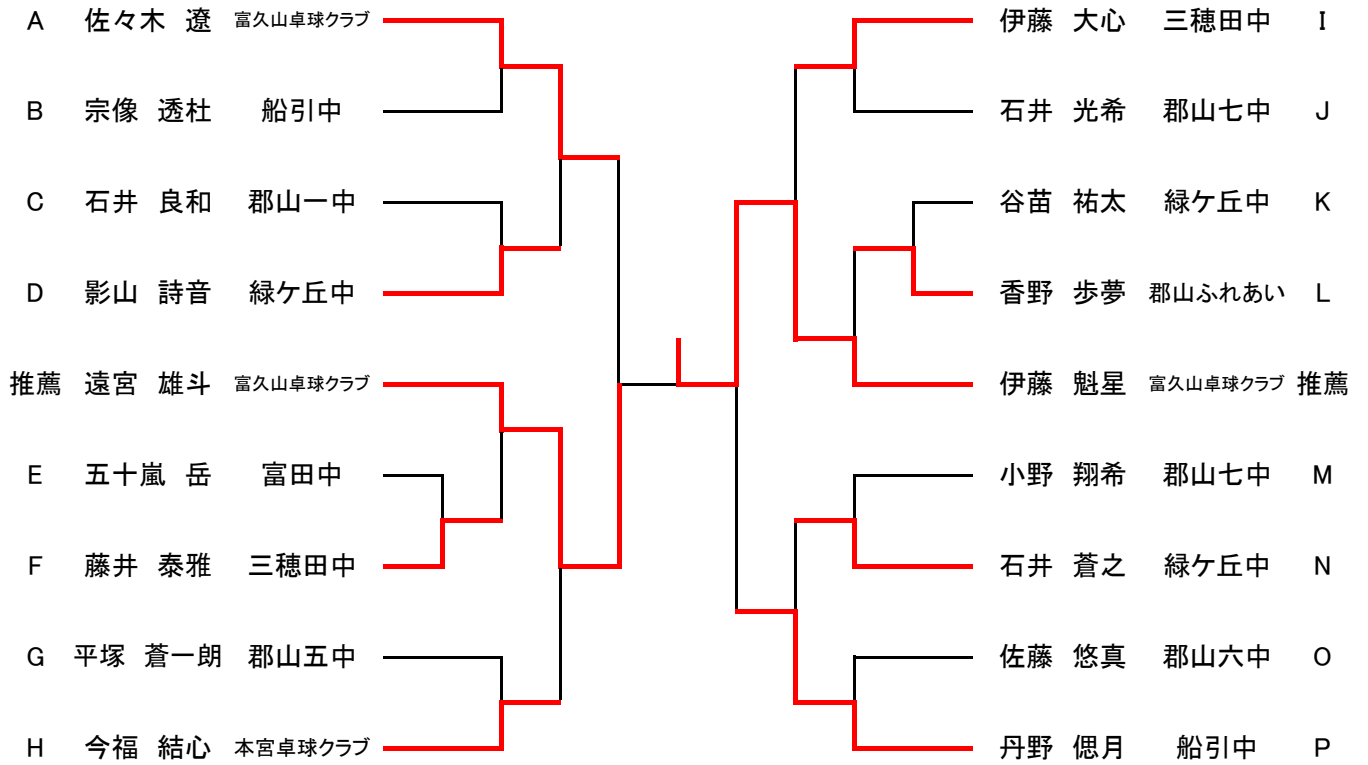 A 佐々木 遼 富久山卓球クラブ
B 宗像 透杜 船引中
C 石井 良和 郡山一中
D 影山 詩音 緑ケ丘中
推薦 遠宮 雄斗 富久山卓球クラブ
E 五十嵐 岳 富田中
F 藤井 泰雅 三穂田中
G 平塚 蒼一朗 郡山五中
H 今福 結心 本宮卓球クラブ
伊藤 大心 三穂田中 I
石井 光希 郡山七中 J
谷苗 祐太 緑ケ丘中 K
香野 歩夢 郡山ふれあい L
伊藤 魁星 富久山卓球クラブ 推薦
小野 翔希 郡山七中 M
石井 蒼之 緑ケ丘中 N
佐藤 悠真 郡山六中 O
丹野 偲月 船引中 P